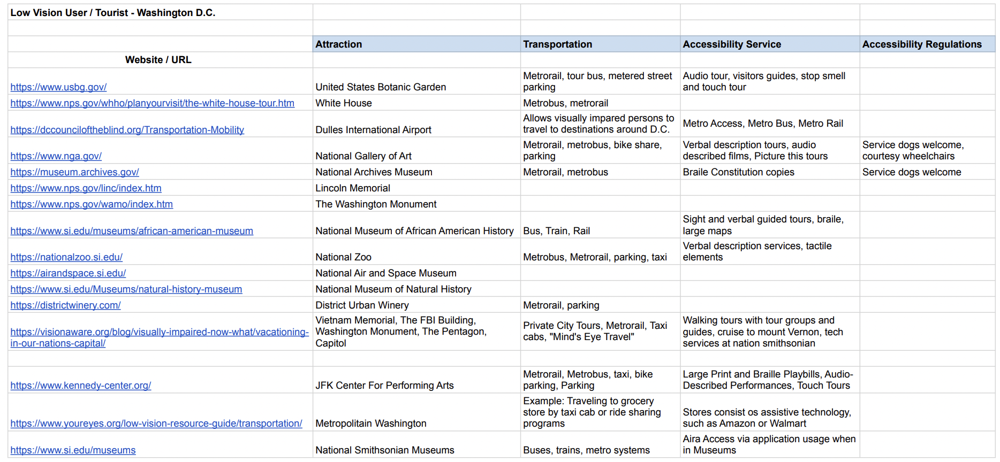 Low Vision User / Tourist - Washington D.C.
Attraction
Transportation
Accessibility Service
Accessibility Regulations
Website / URL
https://www.usbg.gov/
United States Botanic Garden
Metrorail, tour bus, metered street
parking
Audio tour, visitors guides, stop smell
and touch tour
https://www.nps.gov/whho/planyourvisit/the-white-house-tour.htm
White House
Metrobus, metrorail
https://dccounciloftheblind.org/Transportation-Mobility
Dulles International Airport
Allows visually impared persons to
travel to destinations around D.C.
Metro Access, Metro Bus, Metro Rail
https://www.nga.gov/
National Gallery of Art
Metrorail, metrobus, bike share,
parking
Verbal description tours, audio
described films, Picture this tours
Service dogs welcome,
courtesy wheelchairs
https://museum.archives.gov/
National Archives Museum
Metrorail, metrobus
Braile Constitution copies
Service dogs welcome
https://www.nps.gov/linc/index.htm
Lincoln Memorial
https://www.nps.gov/wamo/index.htm
The Washington Monument
https://www.si.edu/museums/african-american-museum
National Museum of African American History
Bus, Train, Rail
Sight and verbal guided tours, braile,
large maps
https://nationalzoo.si.edu/
National Zoo
Metrobus, Metrorail, parking, taxi
Verbal description services, tactile
elements
https://airandspace.si.edu/
National Air and Space Museum
https://www.si.edu/Museums/natural-history-museum
National Museum of Natural History
https://districtwinery.com/
District Urban Winery
Metrorail, parking
https://visionaware.org/blog/visually-impaired-now-what/vacationing-
in-our-nations-capital/
Vietnam Memorial, The FBI Building,
Washington Monument, The Pentagon,
Capitol
Private City Tours, Metrorail, Taxi
cabs, "Mind's Eye Travel"
Walking tours with tour groups and
guides, cruise to mount Vernon, tech
services at nation smithsonian
https://www.kennedy-center.org/
JFK Center For Performing Arts
Metrorail, Metrobus, taxi, bike
parking, Parking
Large Print and Braille Playbills, Audio-
Described Performances, Touch Tours
https://www.youreyes.org/low-vision-resource-guide/transportation/
Metropolitain Washington
Example: Traveling to grocery
store by taxi cab or ride sharing
programs
Stores consist os assistive technology,
such as Amazon or Walmart
https://www.si.edu/museums
National Smithsonian Museums
Buses, trains, metro systems
Aira Access via application usage when
in Museums